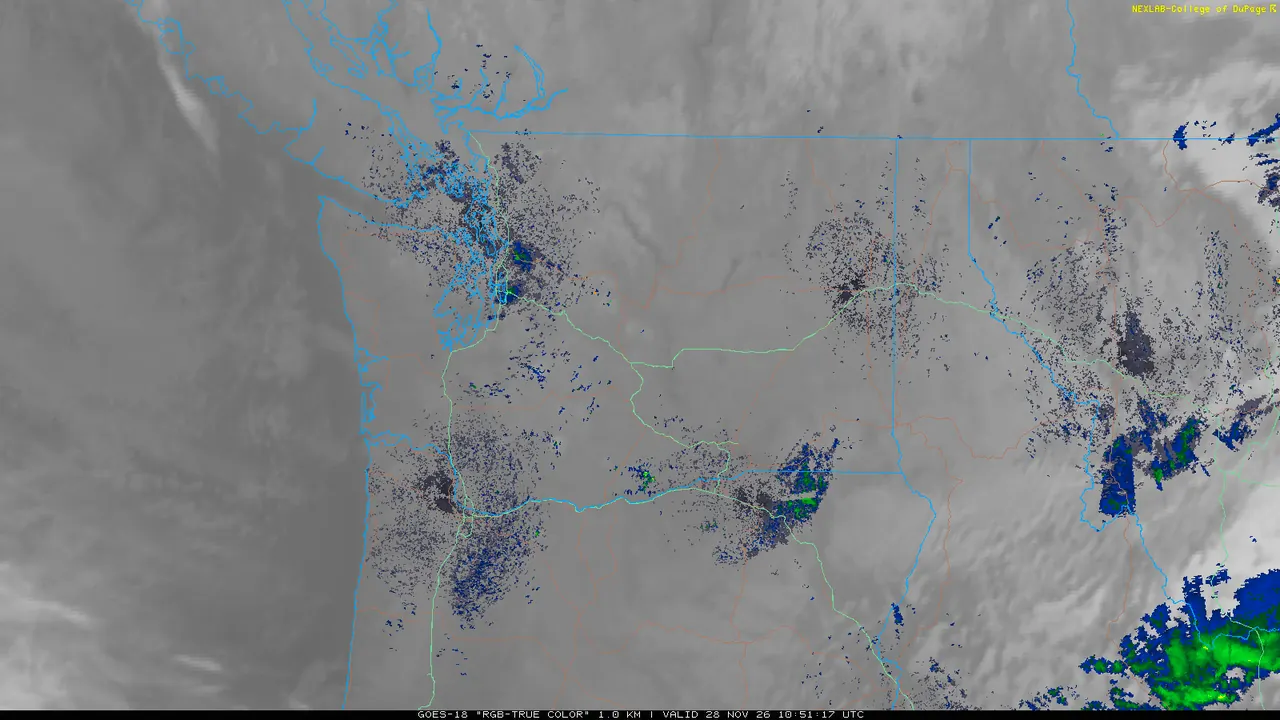 NEXLAB-College of DuPage
GOES-18 "RGB-TRUE COLOR" 1.0 KM | VALID 28 NOV 26 10:51:17 UTC